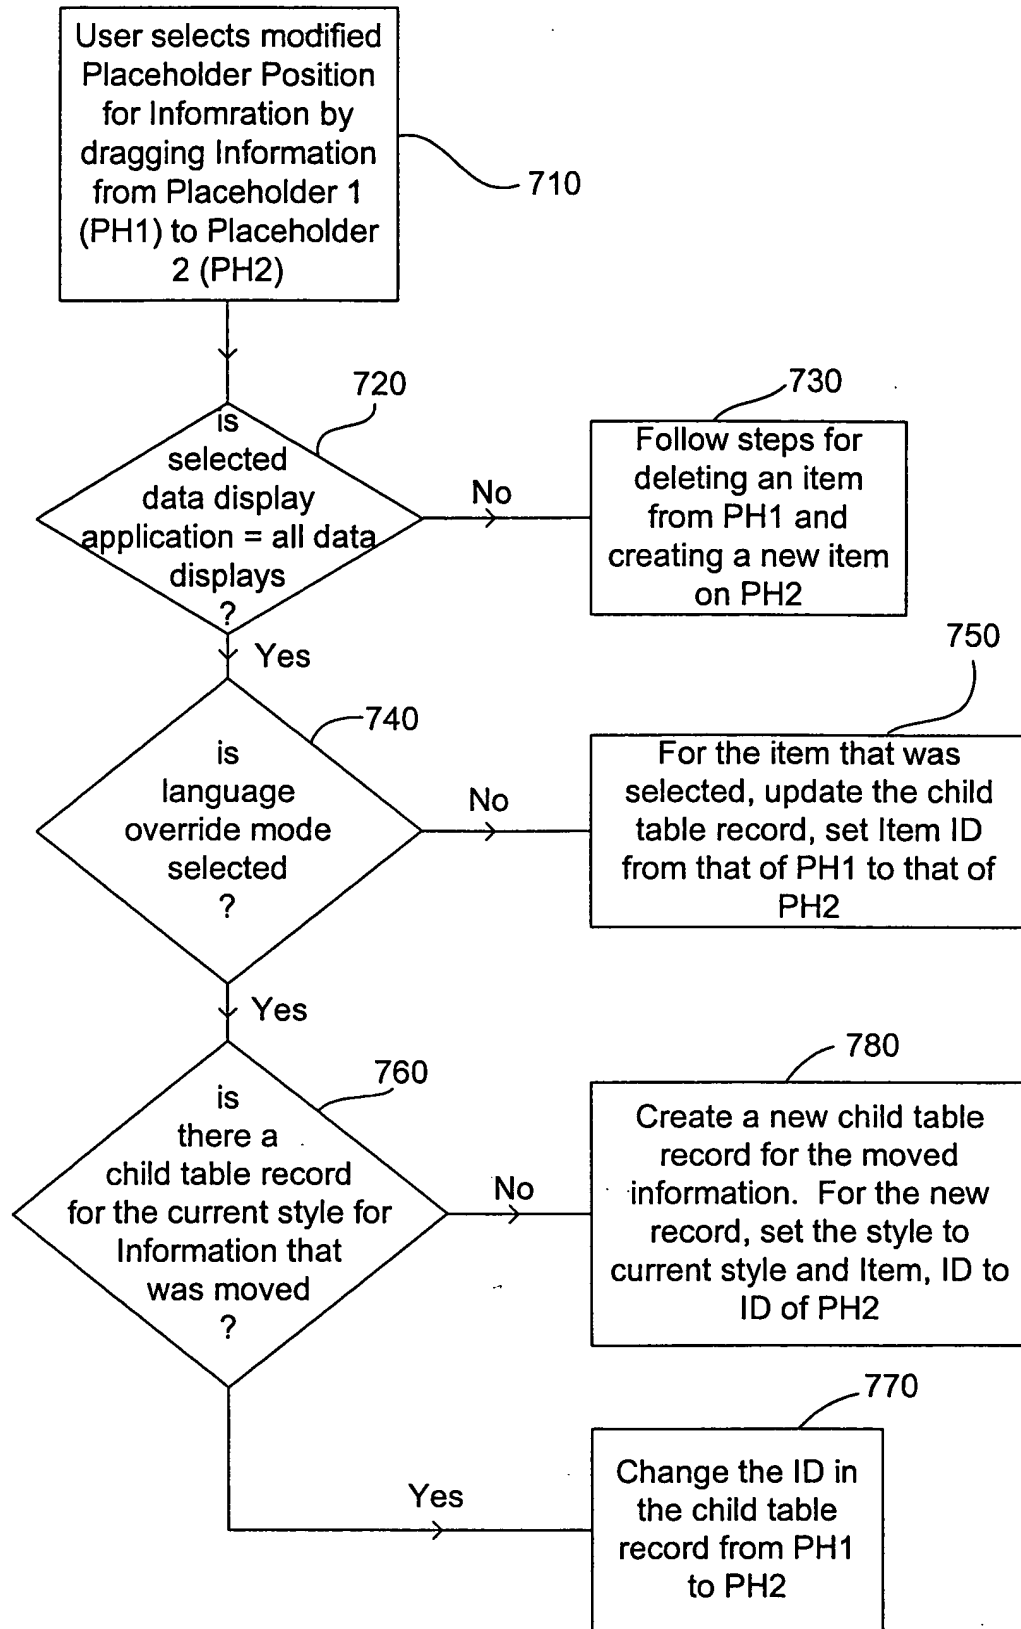 User selects modified
Placeholder Position
for Infomration by
dragging Information
from Placeholder 1
(PH1) to Placeholder
2 (PH2)
710
720
is
selected
data display
application = all data
displays
?
No
730
Follow steps for
deleting an item
from PH1 and
creating a new item
on PH2
Yes
740
is
language
override mode
selected
?
No
750
For the item that was
selected, update the child
table record, set Item ID
from that of PH1 to that of
PH2
Yes
760
is
there a
child table record
for the current style for
Information that
was moved
?
No
780
Create a new child table
record for the moved
information. For the new
record, set the style to
current style and Item, ID to
ID of PH2
Yes
770
Change the ID in
the child table
record from PH1
to PH2